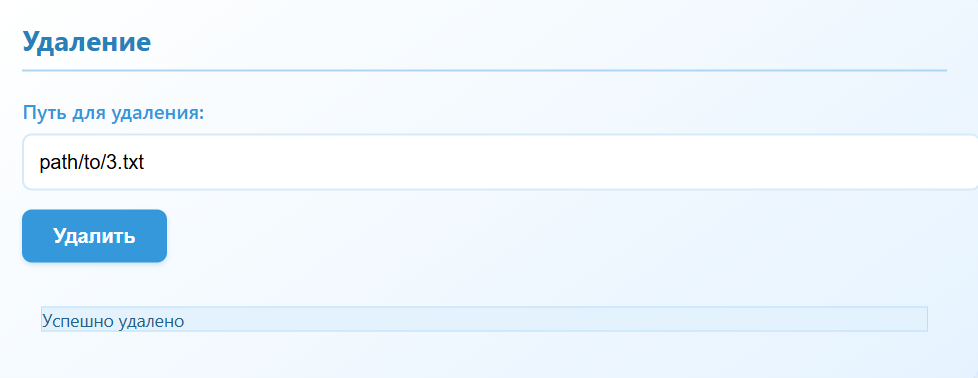 Удаление
Путь для удаления:
path/to/3.txt
Удалить
Успешно удалено